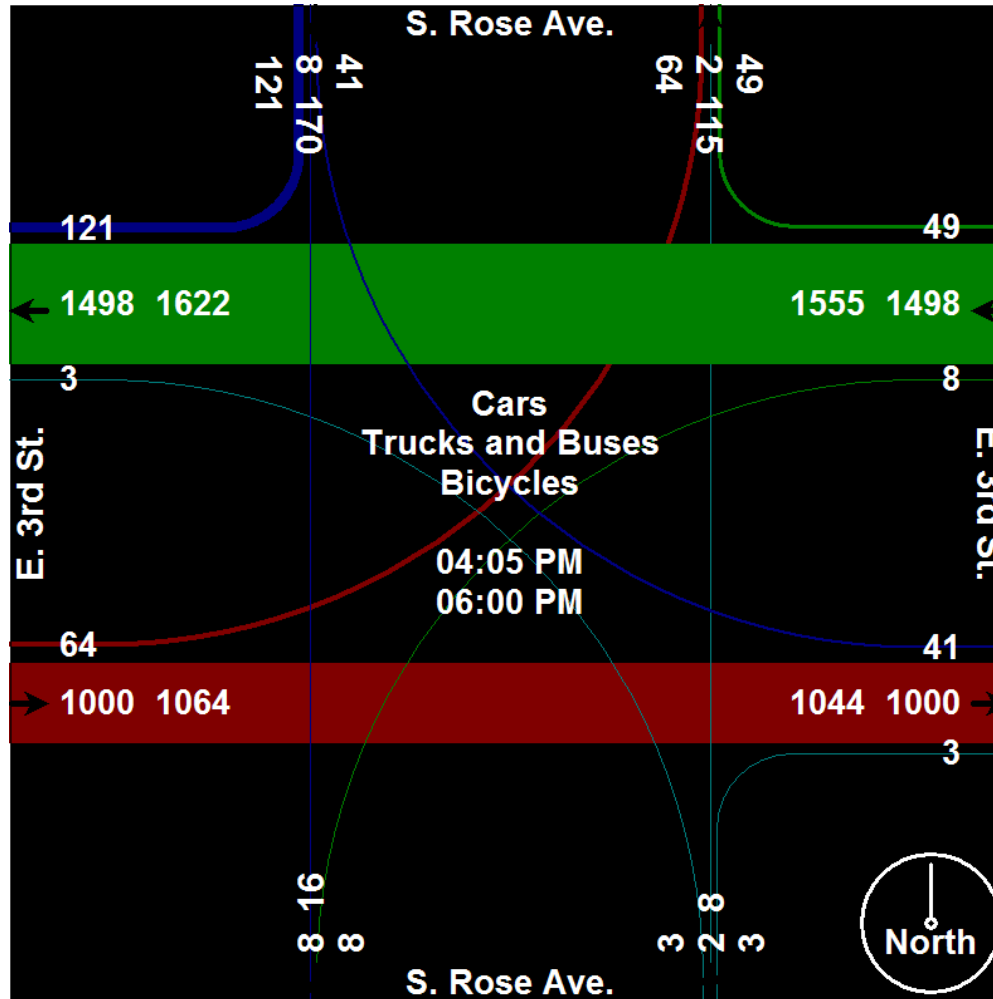 S. Rose Ave.
121 8 41
170
64 2 49
115
121
49
1498 1622
1555 1498
3
8
Cars
Trucks and Buses
Bicycles
E. 3rd St.
E. 3rd St.
04:05 PM
06:00 PM
64
41
1000 1064
1044 1000
3
16
8 8
8
3 2 3
North
S. Rose Ave.